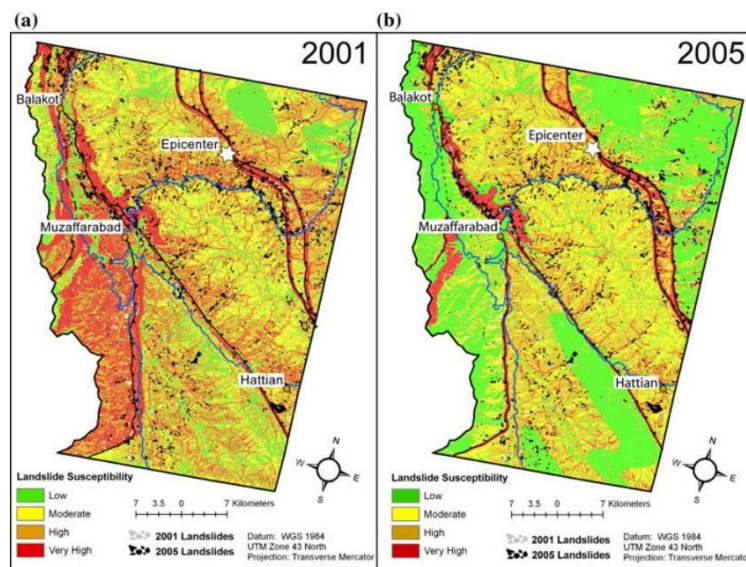 (a)
2001
Balakot
Epicenter
Muzaffarabad
Hattian
N
W
E
S
Landslide Susceptibility
Low
Moderate
High
Very High
7 3.5 0 7 Kilometers
2001 Landslides
2005 Landslides
Datum: WGS 1984
UTM Zone 43 North
Projection: Transverse Mercator
(b)
2005
Balakot
Epicenter
Muzaffarabad
Hattian
N
W
E
S
Landslide Susceptibility
Low
Moderate
High
Very High
7 3.5 0 7 Kilometers
2001 Landslides
2005 Landslides
Datum: WGS 1984
UTM Zone 43 North
Projection: Transverse Mercator